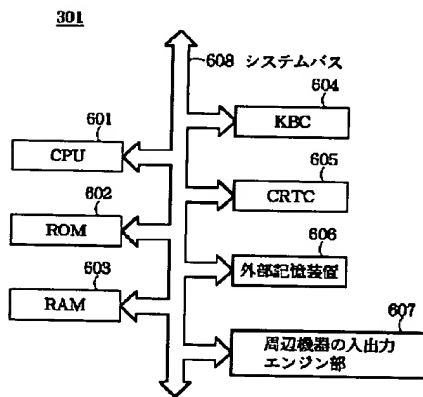 301
608 システムバス
604
KBC
601
CPU
605
CRTC
602
ROM
606
外部記憶装置
603
RAM
607
周辺機器の入出力
エンジン部